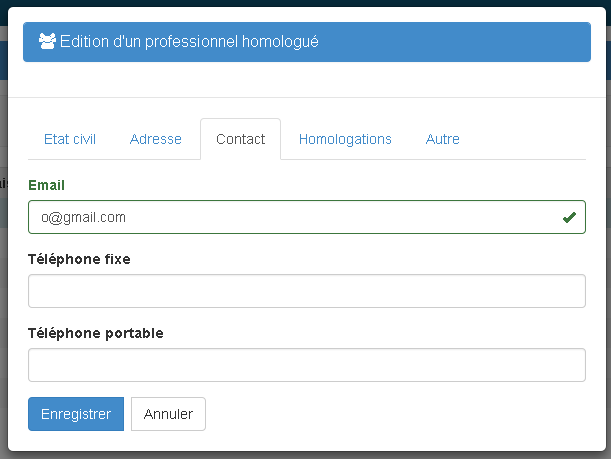 Edition d'un professionnel homologué
Etat civil Adresse Contact Homologations Autre
Email
o@gmail.com
Téléphone fixe
Téléphone portable
Enregistrer Annuler